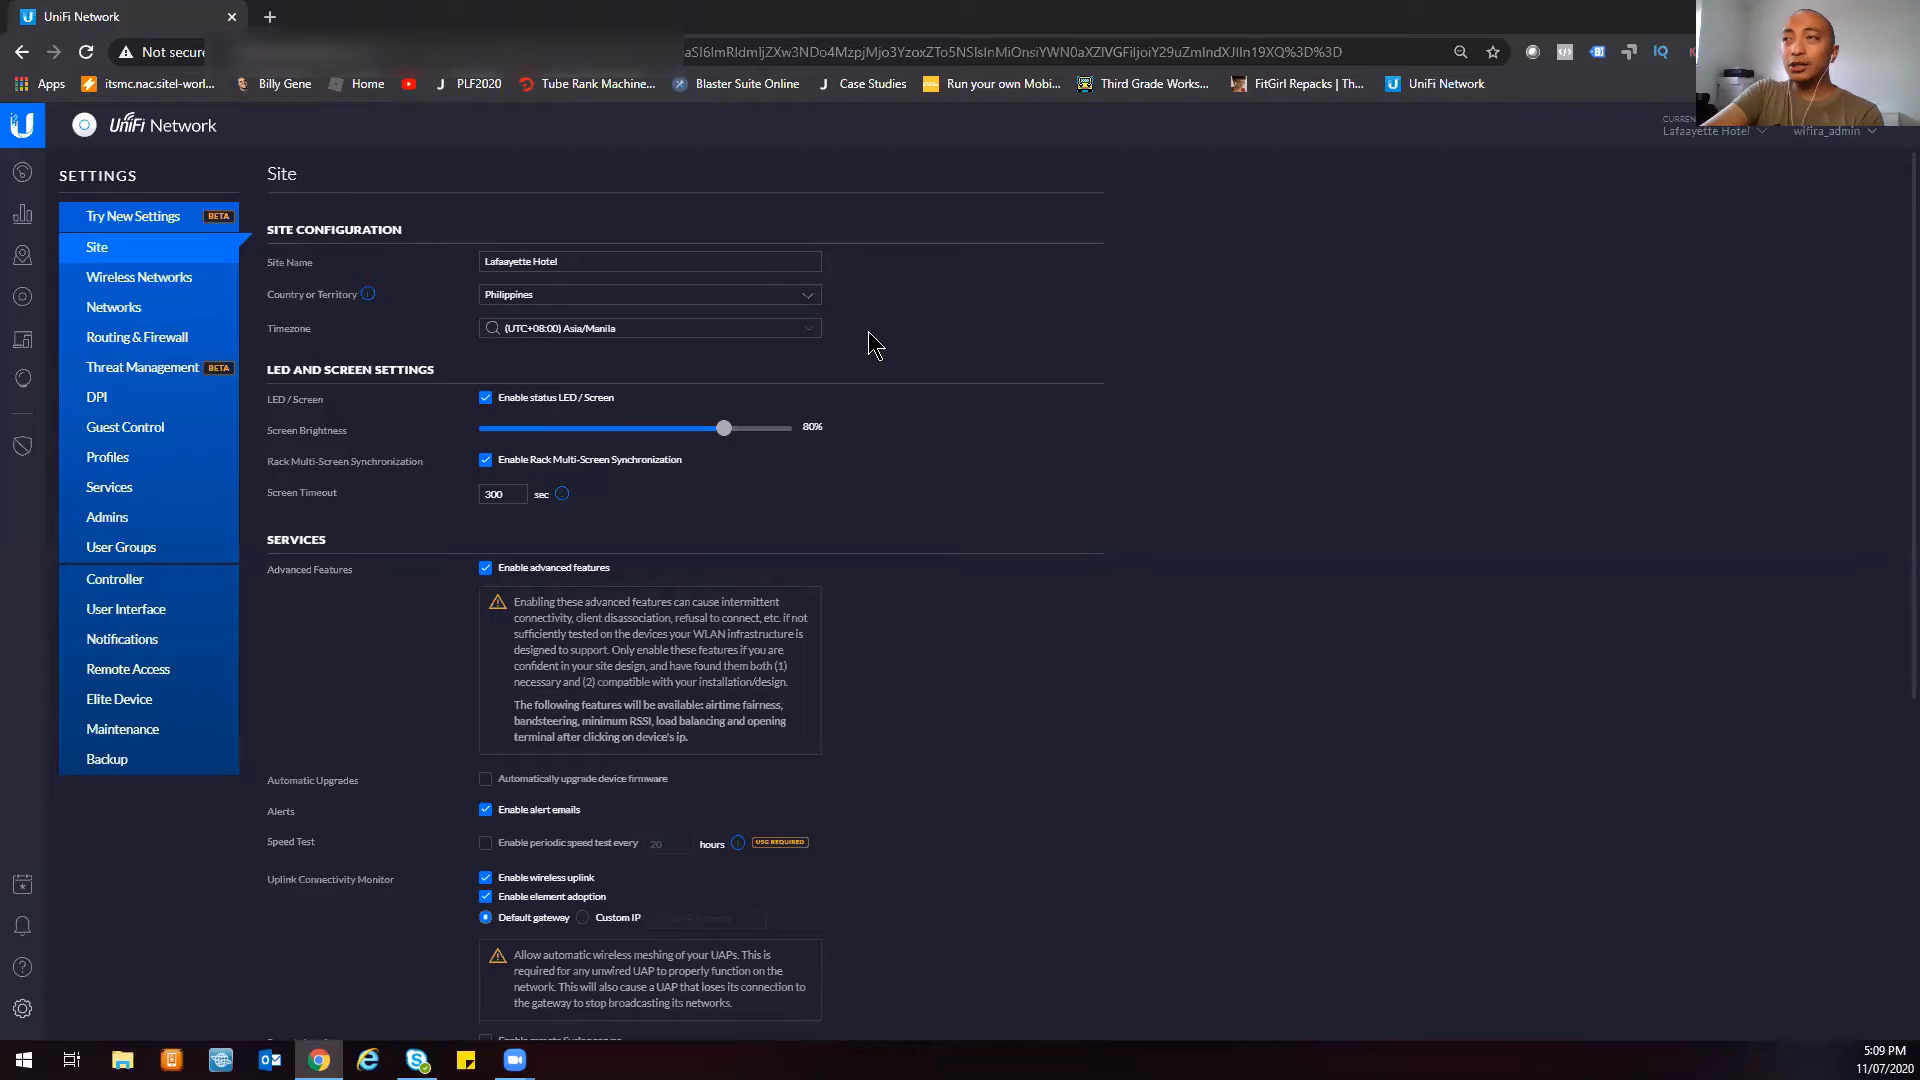 UniFi Network
Not secure
aSI6ImRldmljZXw3NDo4MzpjMjo3YzoxZTo5NSIsInMiOnsiYWN0aXZlVGFiIjoiY29uZmlndXJlIn19XQ%3D%3D
Apps
itsmc.nac.sitel-worl...
Billy Gene
Home
PLF2020
Tube Rank Machine...
Blaster Suite Online
Case Studies
Run your own Mobi...
Third Grade Works...
FitGirl Repacks | Th...
UniFi Network
UniFi Network
Lafaayette Hotel
wifira_admin
SETTINGS
Try New Settings BETA
Site
Wireless Networks
Networks
Routing & Firewall
Threat Management BETA
DPI
Guest Control
Profiles
Services
Admins
User Groups
Controller
User Interface
Notifications
Remote Access
Elite Device
Maintenance
Backup
Site
SITE CONFIGURATION
Site Name
Lafaayette Hotel
Country or Territory
Philippines
Timezone
(UTC+08:00) Asia/Manila
LED AND SCREEN SETTINGS
LED / Screen
Enable status LED / Screen
Screen Brightness
80%
Rack Multi-Screen Synchronization
Enable Rack Multi-Screen Synchronization
Screen Timeout
300 sec
SERVICES
Advanced Features
Enable advanced features
Enabling these advanced features can cause intermittent
connectivity, client disassociation, refusal to connect, etc. if not
sufficiently tested on the devices your WLAN infrastructure is
designed to support. Only enable these features if you are
confident in your site design, and have found them both (1)
necessary and (2) compatible with your installation/design.
The following features will be available: airtime fairness,
bandsteering, minimum RSSI, load balancing and opening
terminal after clicking on device's ip.
Automatic Upgrades
Automatically upgrade device firmware
Alerts
Enable alert emails
Speed Test
Enable periodic speed test every 20 hours USG REQUIRED
Uplink Connectivity Monitor
Enable wireless uplink
Enable element adoption
Default gateway Custom IP
Allow automatic wireless meshing of your UAPs. This is
required for any unwired UAP to properly function on the
network. This will also cause a UAP that loses its connection to
the gateway to stop broadcasting its networks.
5:09 PM
11/07/2020